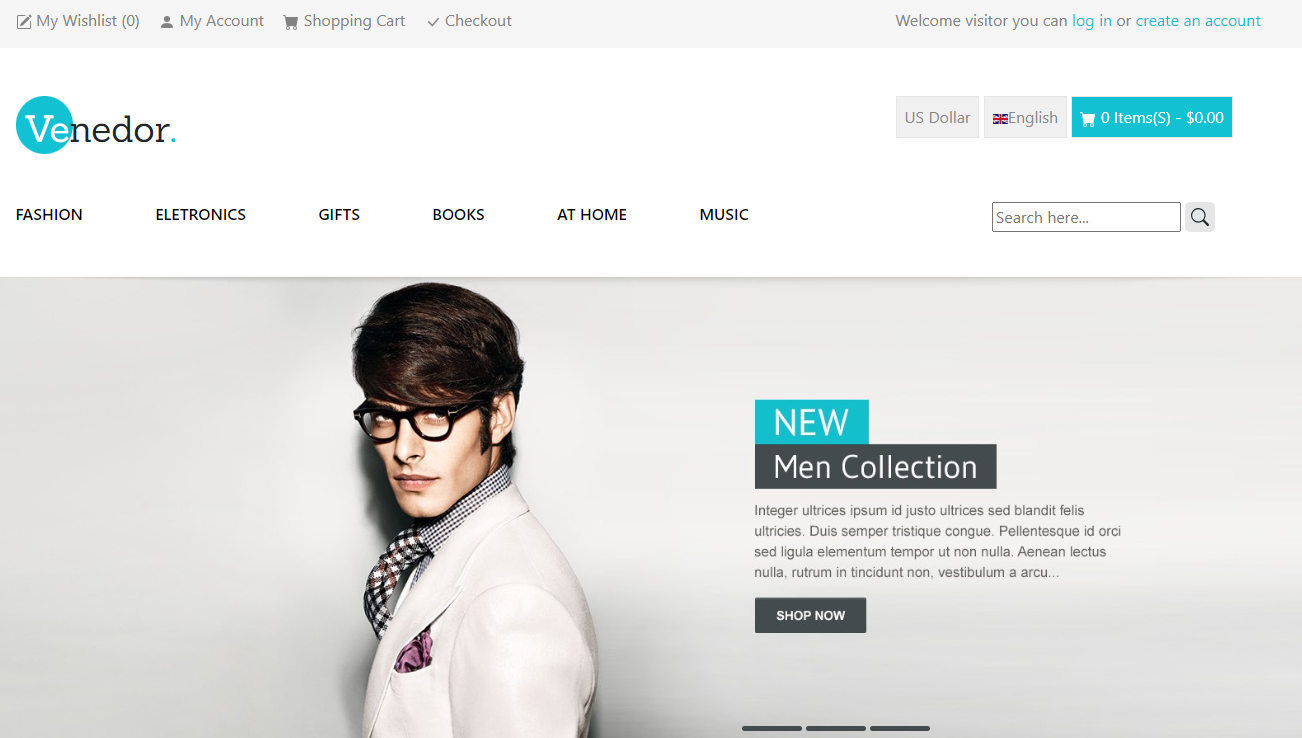 My Wishlist (0) My Account Shopping Cart Checkout Welcome visitor you can log in or create an account
Venedor.
US Dollar English 0 Items(S) - $0.00
FASHION ELETRONICS GIFTS BOOKS AT HOME MUSIC Search here...
NEW
Men Collection
Integer ultrices ipsum id justo ultrices sed blandit felis
ultricies. Duis semper tristique congue. Pellentesque id orci
sed ligula elementum tempor ut non nulla. Aenean lectus
nulla, rutrum in tincidunt non, vestibulum a arcu...
SHOP NOW